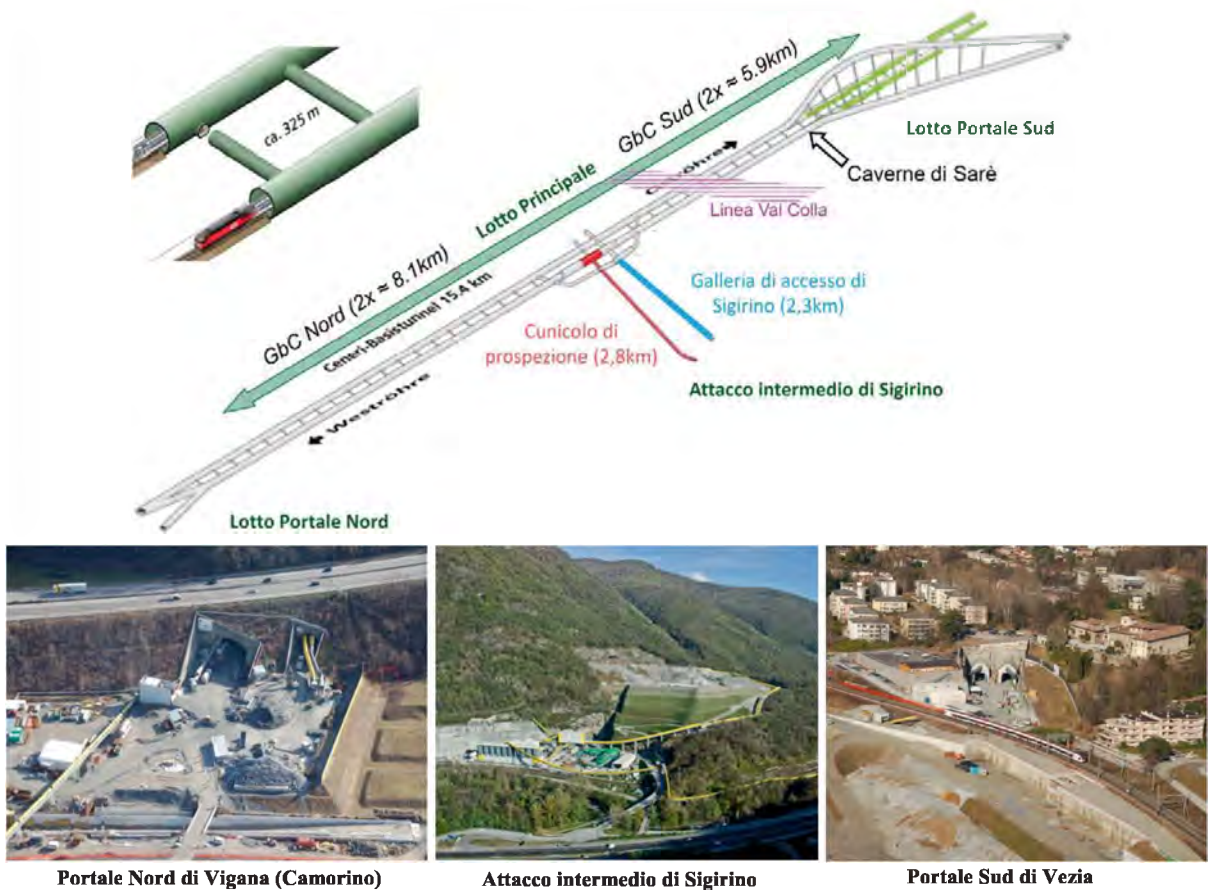 ca. 325 m
GbC Sud (2x ≈ 5.9km)
Lotto Portale Sud
Caverne di Sarè
Lotto Principale
Linea Val Colla
GbC Nord (2x ≈ 8.1km)
Ceneri-Basistunnel 15.4 km
Galleria di accesso di
Sigirino (2,3km)
Cunicolo di
prospezione (2,8km)
Attacco intermedio di Sigirino
Weströhre
Lotto Portale Nord
Portale Nord di Vigana (Camorino)
Attacco intermedio di Sigirino
Portale Sud di Vezia